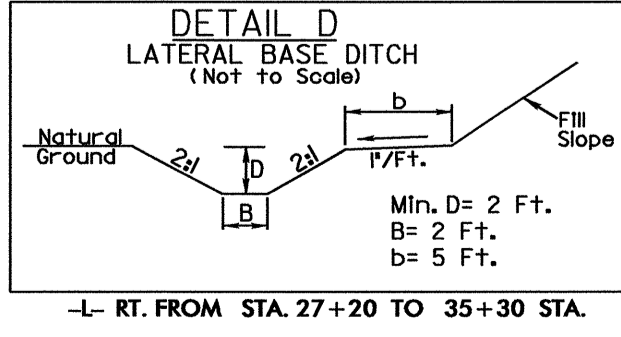 DETAIL D
LATERAL BASE DITCH
(Not to Scale)
b
Natural
Ground
2:1
D
2:1
1"/Ft.
Fill
Slope
B
Min. D= 2 Ft.
B= 2 Ft.
b= 5 Ft.
-L- RT. FROM STA. 27+20 TO 35+30 STA.